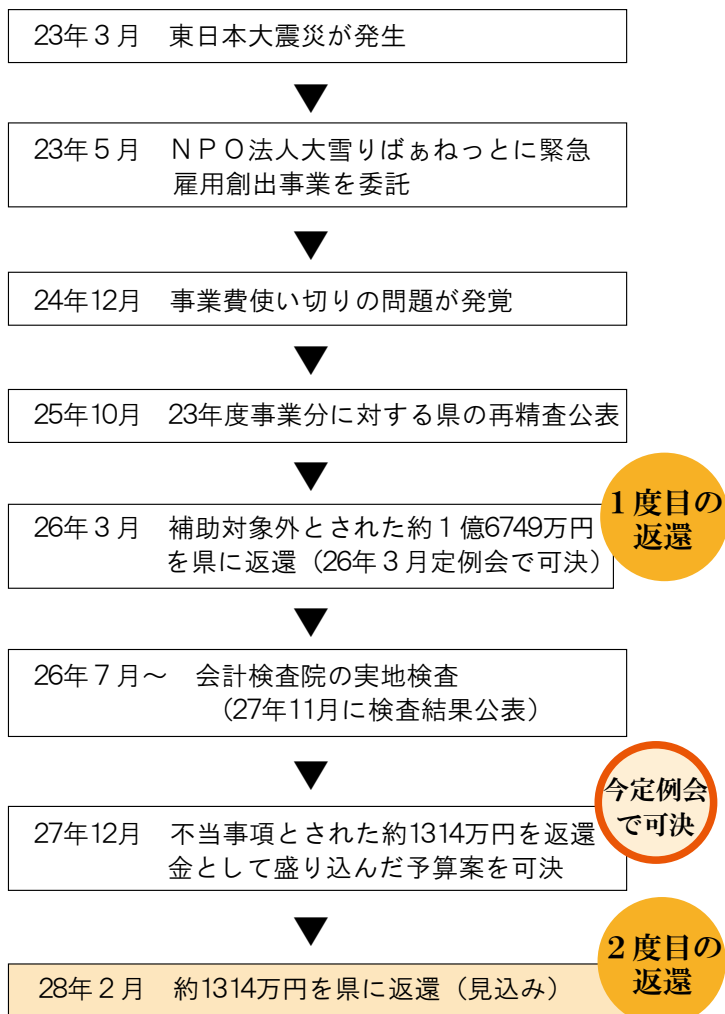 23年３月　東日本大震災が発生
23年５月　ＮＰＯ法人大雪りばぁねっとに緊急
雇用創出事業を委託
24年12月　事業費使い切りの問題が発覚
25年10月　23年度事業分に対する県の再精査公表
１度目の
返還
26年３月　補助対象外とされた約１億6749万円
を県に返還（26年３月定例会で可決）
26年７月～　会計検査院の実地検査
（27年11月に検査結果公表）
今定例会
で可決
27年12月　不当事項とされた約1314万円を返還
金として盛り込んだ予算案を可決
２度目の
返還
28年２月　約1314万円を県に返還（見込み）